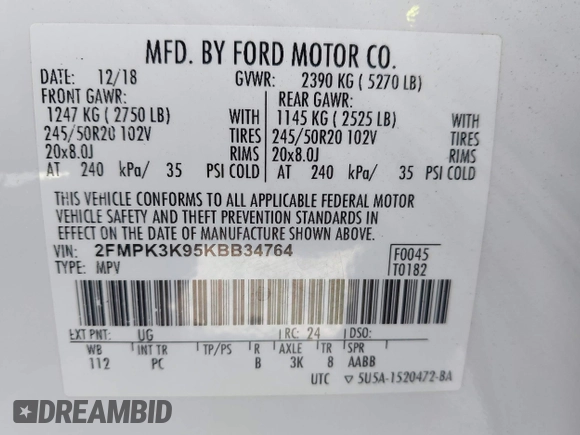 MFD. BY FORD MOTOR CO.
DATE: 12/18 GVWR: 2390 KG ( 5270 LB)
FRONT GAWR: REAR GAWR:
1247 KG ( 2750 LB) WITH 1145 KG ( 2525 LB) WITH
245/50R20 102V TIRES 245/50R20 102V TIRES
20x8.0J RIMS 20x8.0J RIMS
AT 240 kPa/ 35 PSI COLD AT 240 kPa/ 35 PSI COLD
THIS VEHICLE CONFORMS TO ALL APPLICABLE FEDERAL MOTOR
VEHICLE SAFETY AND THEFT PREVENTION STANDARDS IN
EFFECT ON THE DATE OF MANUFACTURE SHOWN ABOVE.
VIN: 2FMPK3K95KBB34764 F0045
TYPE: MPV T0182
EXT PNT: UG RC: 24 DSO:
WB INT TR TP/PS R AXLE TR SPR
112 PC B 3K 8 AABB
UTC ▽ 5U5A-1520472-BA
DREAMBID